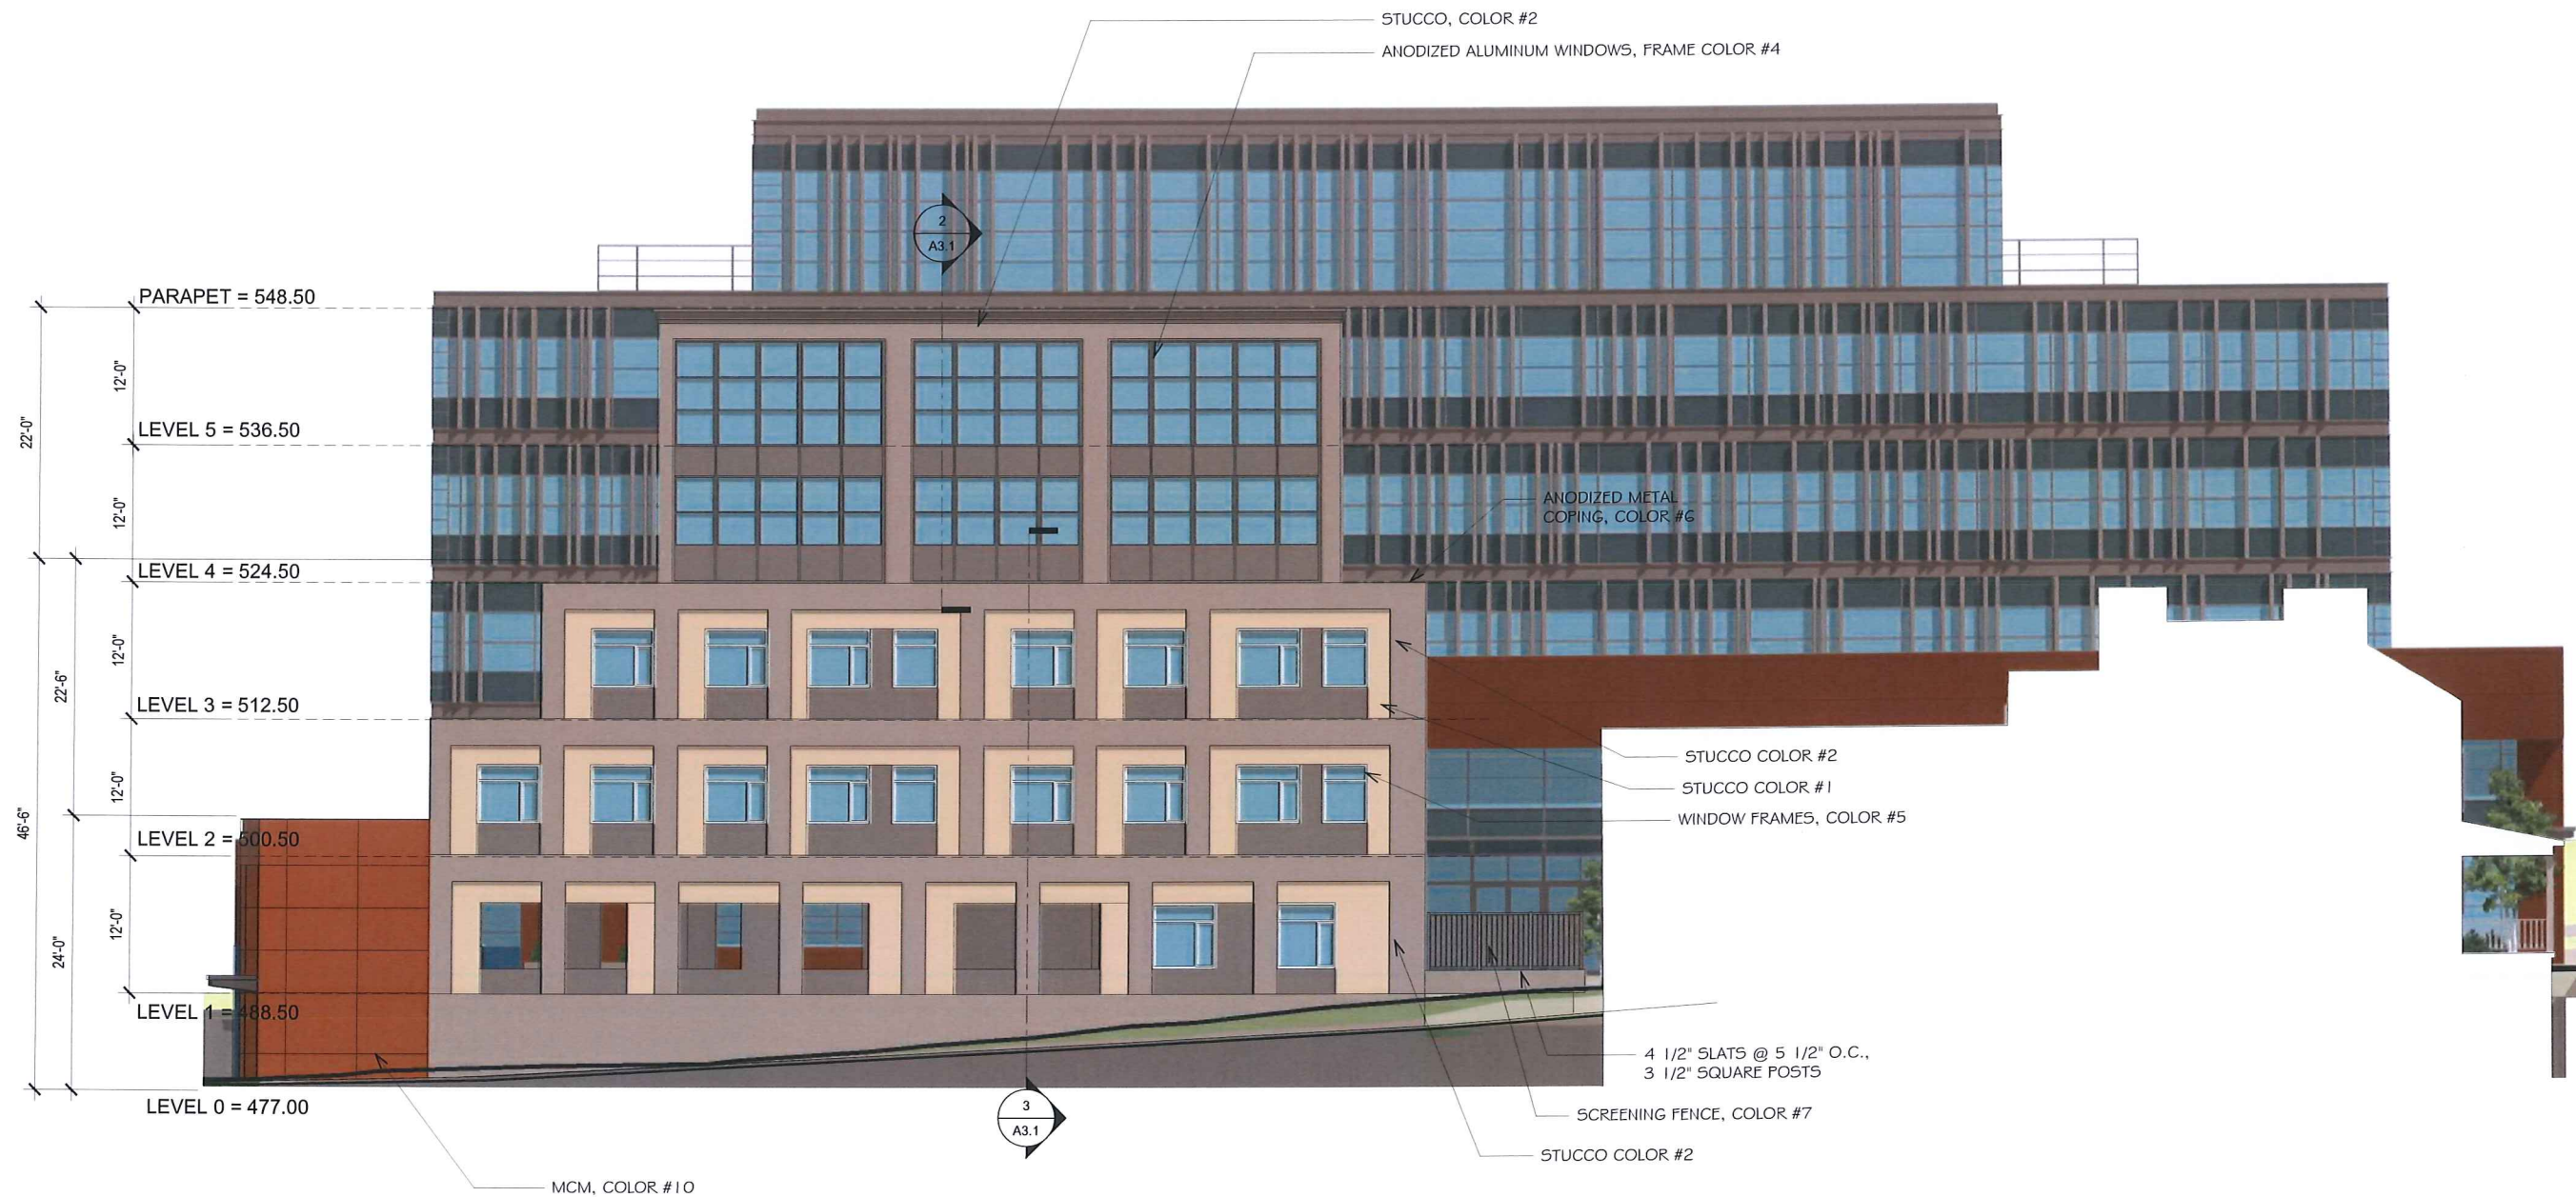 STUCCO, COLOR #2
ANODIZED ALUMINUM WINDOWS, FRAME COLOR #4
2
A3.1
PARAPET = 548.50
12'-0"
22'-0"
LEVEL 5 = 536.50
12'-0"
ANODIZED METAL
COPING, COLOR #6
LEVEL 4 = 524.50
12'-0"
22'-6"
LEVEL 3 = 512.50
STUCCO COLOR #2
12'-0"
STUCCO COLOR #1
46'-6"
WINDOW FRAMES, COLOR #5
LEVEL 2 = 500.50
12'-0"
24'-0"
LEVEL 1 = 488.50
4 1/2" SLATS @ 5 1/2" O.C.,
3 1/2" SQUARE POSTS
LEVEL 0 = 477.00
3
A3.1
SCREENING FENCE, COLOR #7
STUCCO COLOR #2
MCM, COLOR #10